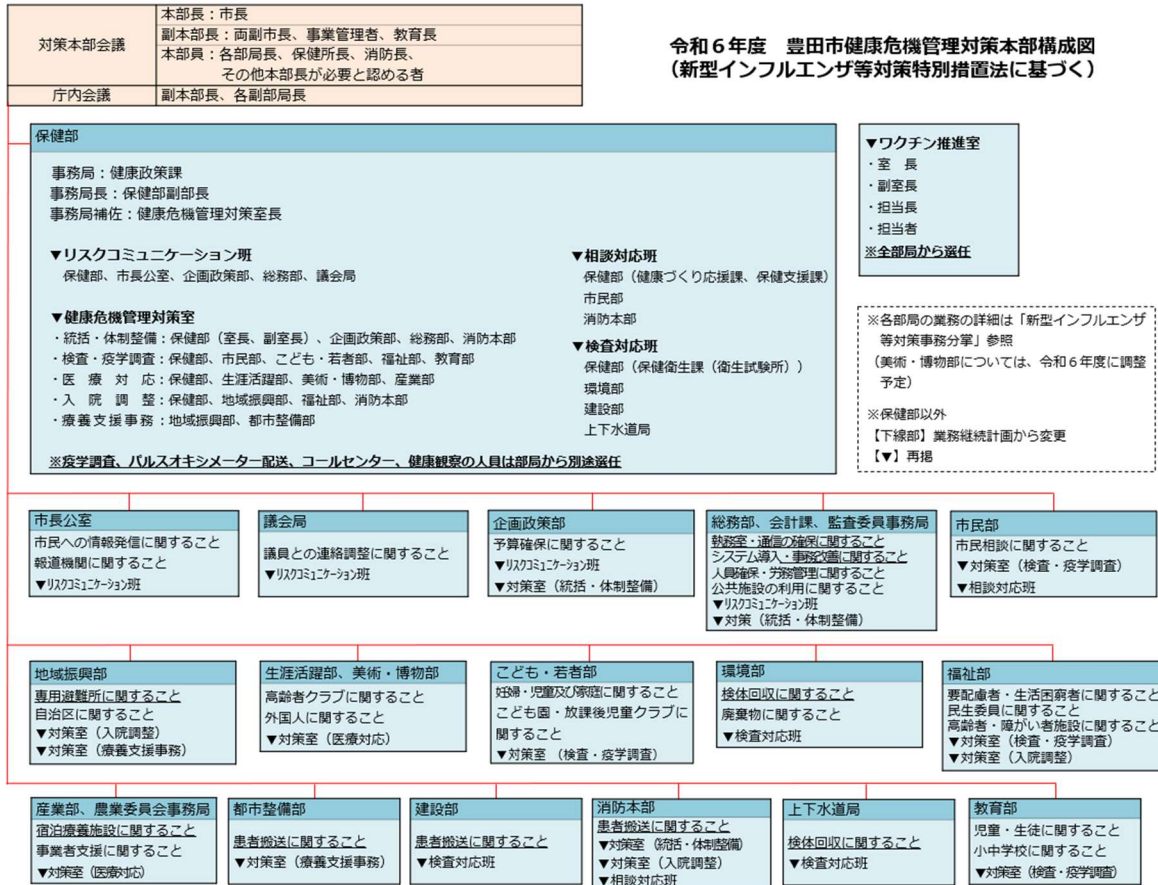 対策本部会議
本部長：市長
副本部長：両副市長、事業管理者、教育長
本部員：各部局長、保健所長、消防長、
その他本部長が必要と認める者
庁内会議
副本部長、各副部局長
令和６年度　豊田市健康危機管理対策本部構成図
（新型インフルエンザ等対策特別措置法に基づく）
保健部
事務局：健康政策課
事務局長：保健部副部長
事務局補佐：健康危機管理対策室長
▼リスクコミュニケーション班
保健部、市長公室、企画政策部、総務部、議会局
▼健康危機管理対策室
・統括・体制整備：保健部（室長、副室長）、企画政策部、総務部、消防本部
・検査・疫学調査：保健部、市民部、こども・若者部、福祉部、教育部
・医　療　対　応：保健部、生涯活躍部、美術・博物部、産業部
・入　院　調　整：保健部、地域振興部、福祉部、消防本部
・療養支援事務：地域振興部、都市整備部
※疫学調査、パルスオキシメーター配送、コールセンター、健康観察の人員は部局から別途選任
▼相談対応班
保健部（健康づくり応援課、保健支援課）
市民部
消防本部
▼検査対応班
保健部（保健衛生課（衛生試験所））
環境部
建設部
上下水道局
▼ワクチン推進室
・室　長
・副室長
・担当長
・担当者
※全部局から選任
※各部局の業務の詳細は「新型インフルエンザ
等対策事務分掌」参照
（美術・博物部については、令和６年度に調整
予定）
※保健部以外
【下線部】業務継続計画から変更
【▼】再掲
市長公室
市民への情報発信に関すること
報道機関に関すること
▼リスクコミュニケーション班
議会局
議員との連絡調整に関すること
▼リスクコミュニケーション班
企画政策部
予算確保に関すること
▼リスクコミュニケーション班
▼対策室（統括・体制整備）
総務部、会計課、監査委員事務局
執務室・通信の確保に関すること
システム導入・事務改善に関すること
人員確保・労務管理に関すること
公共施設の利用に関すること
▼リスクコミュニケーション班
▼対策（統括・体制整備）
市民部
市民相談に関すること
▼対策室（検査・疫学調査）
▼相談対応班
地域振興部
専用避難所に関すること
自治区に関すること
▼対策室（入院調整）
▼対策室（療養支援事務）
生涯活躍部、美術・博物部
高齢者クラブに関すること
外国人に関すること
▼対策室（医療対応）
こども・若者部
妊婦・児童及び家庭に関すること
こども園・放課後児童クラブに
関すること
▼対策室 （検査・疫学調査）
環境部
検体回収に関すること
廃棄物に関すること
▼検査対応班
福祉部
要配慮者・生活困窮者に関すること
民生委員に関すること
高齢者・障がい者施設に関すること
▼対策室（検査・疫学調査）
▼対策室（入院調整）
産業部、農業委員会事務局
宿泊療養施設に関すること
事業者支援に関すること
▼対策室（医療対応）
都市整備部
患者搬送に関すること
▼対策室（療養支援事務）
建設部
患者搬送に関すること
▼検査対応班
消防本部
患者搬送に関すること
▼対策室（統括・体制整備）
▼対策室（入院調整）
▼相談対応班
上下水道局
検体回収に関すること
▼検査対応班
教育部
児童・生徒に関すること
小中学校に関すること
▼対策室（検査・疫学調査）